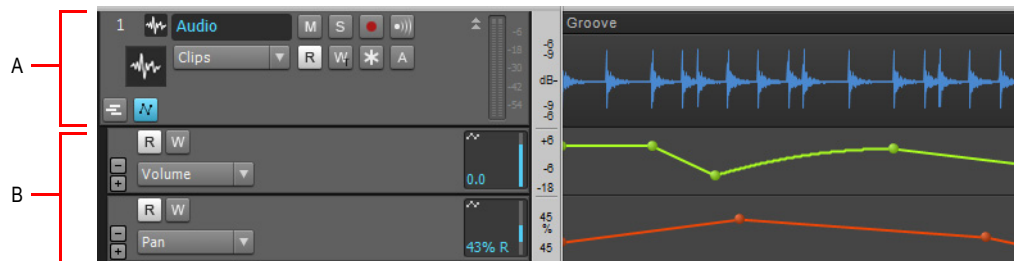 A
1 Audio M S
Clips R W * A
-6
-18
-30
-42
-54
-6
-9
dB-
-9
-6
Groove
B
R W
Volume
0.0
+6
-6
-18
R W
Pan
43% R
45
%
45